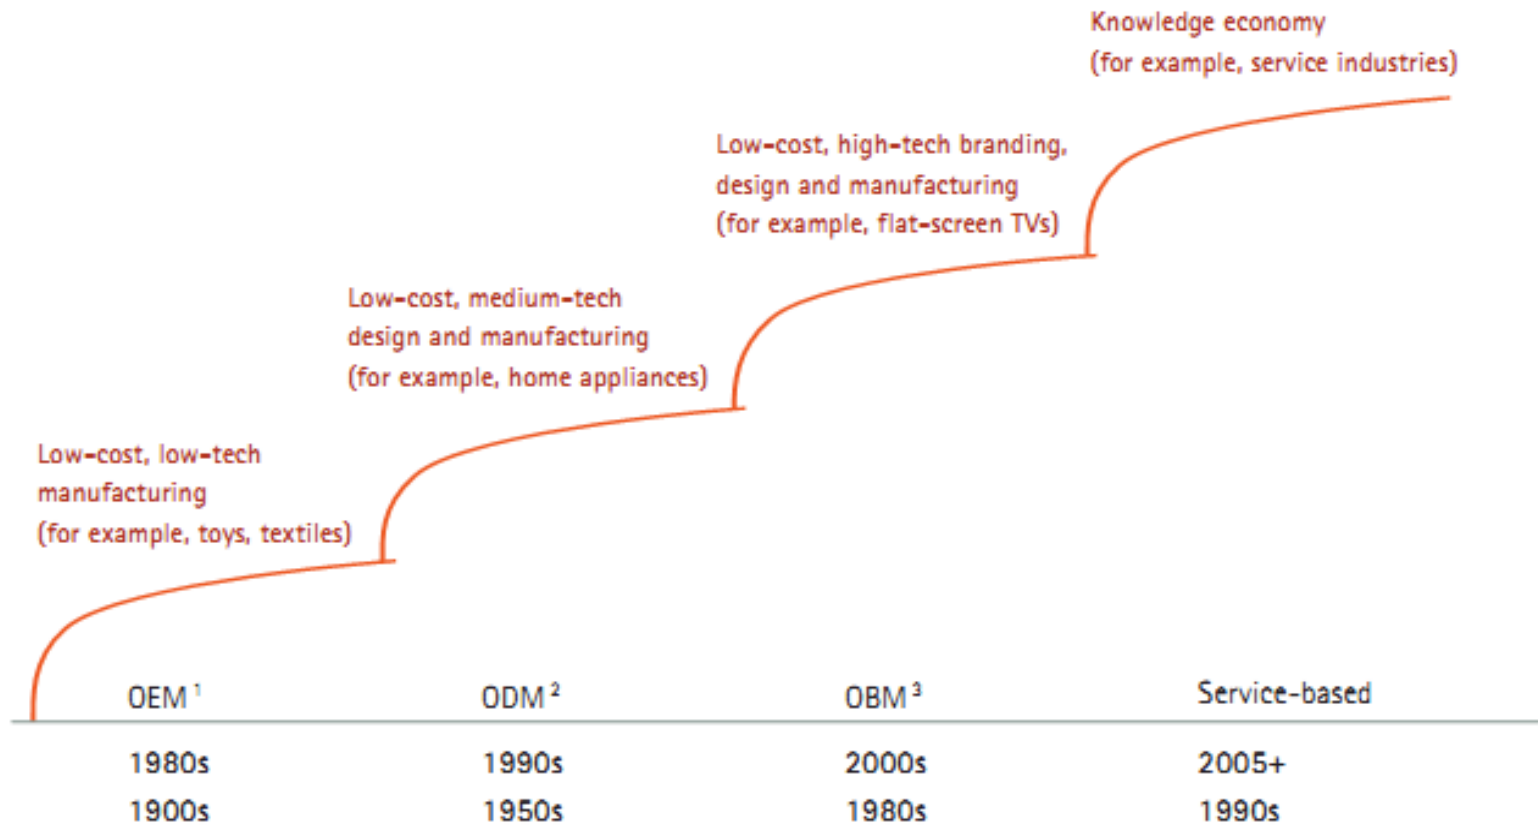 Knowledge economy
(for example, service industries)
Low-cost, high-tech branding,
design and manufacturing
(for example, flat-screen TVs)
Low-cost, medium-tech
design and manufacturing
(for example, home appliances)
Low-cost, low-tech
manufacturing
(for example, toys, textiles)
OEM ¹ ODM ² OBM ³ Service-based
1980s 1990s 2000s 2005+
1900s 1950s 1980s 1990s